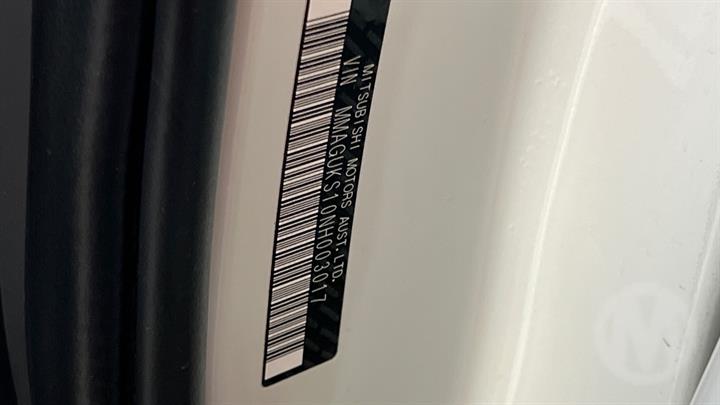 MITSUBISHI MOTORS AUST.LTD.
VIN MMAGUKS10NH003017